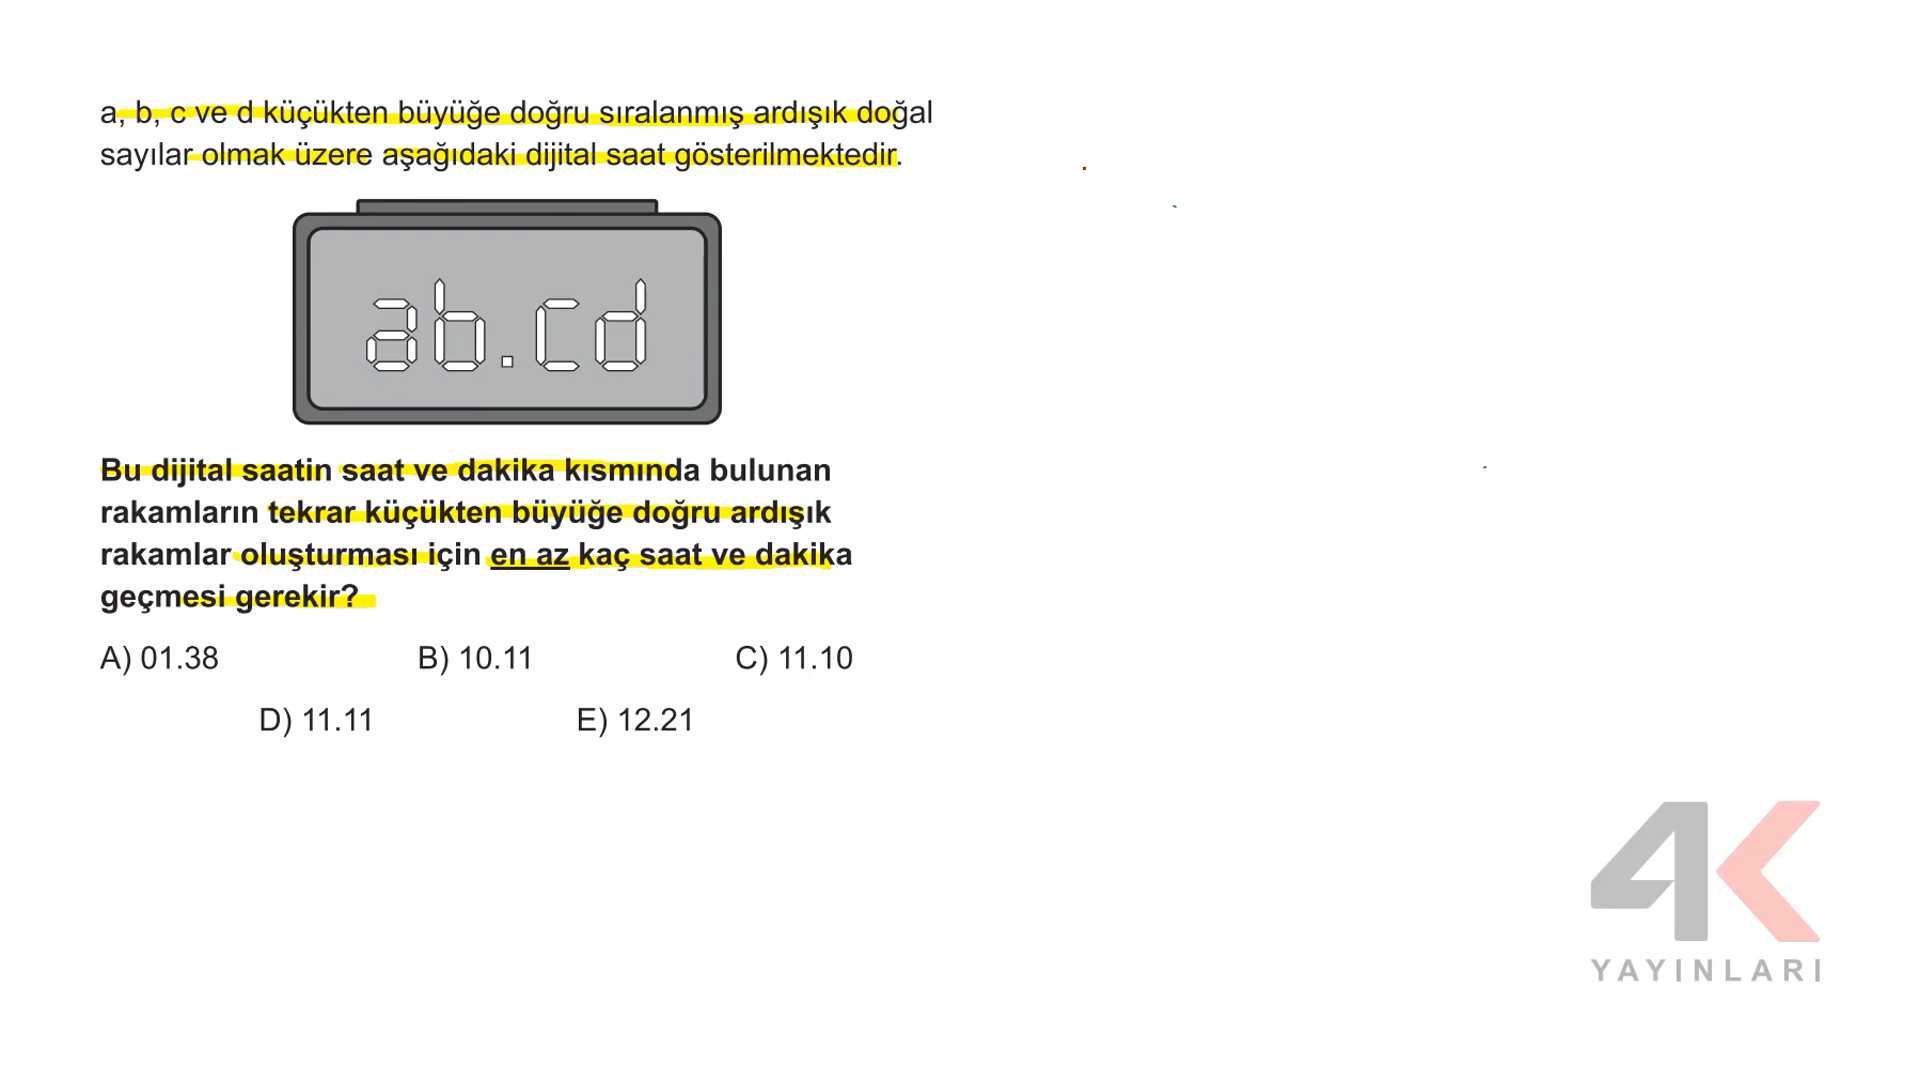 a, b, c ve d küçükten büyüğe doğru sıralanmış ardışık doğal
sayılar olmak üzere aşağıdaki dijital saat gösterilmektedir.
ab.cd
Bu dijital saatin saat ve dakika kısmında bulunan
rakamların tekrar küçükten büyüğe doğru ardışık
rakamlar oluşturması için en az kaç saat ve dakika
geçmesi gerekir?
A) 01.38 B) 10.11 C) 11.10
D) 11.11 E) 12.21
4K
YAYINLARI